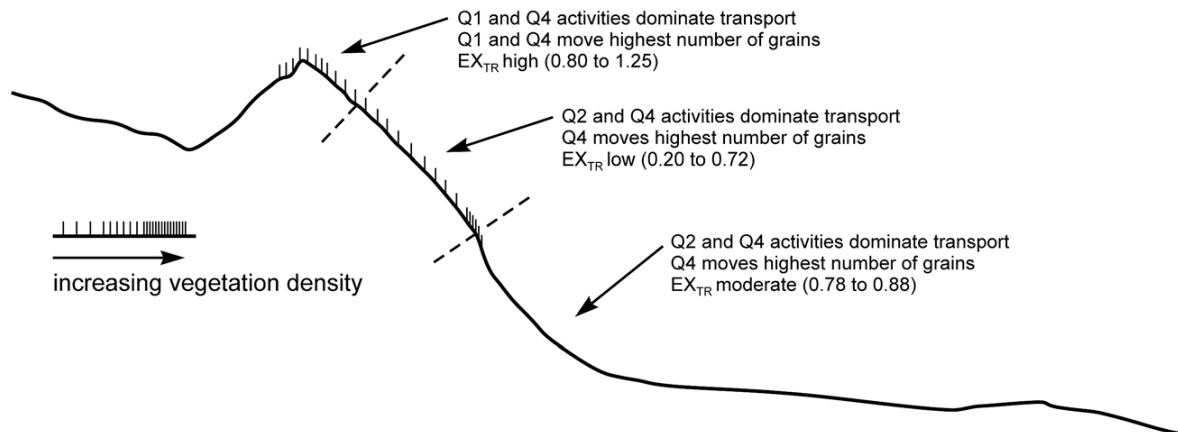 Q1 and Q4 activities dominate transport
Q1 and Q4 move highest number of grains
EXTR high (0.80 to 1.25)
Q2 and Q4 activities dominate transport
Q4 moves highest number of grains
EXTR low (0.20 to 0.72)
Q2 and Q4 activities dominate transport
Q4 moves highest number of grains
EXTR moderate (0.78 to 0.88)
increasing vegetation density